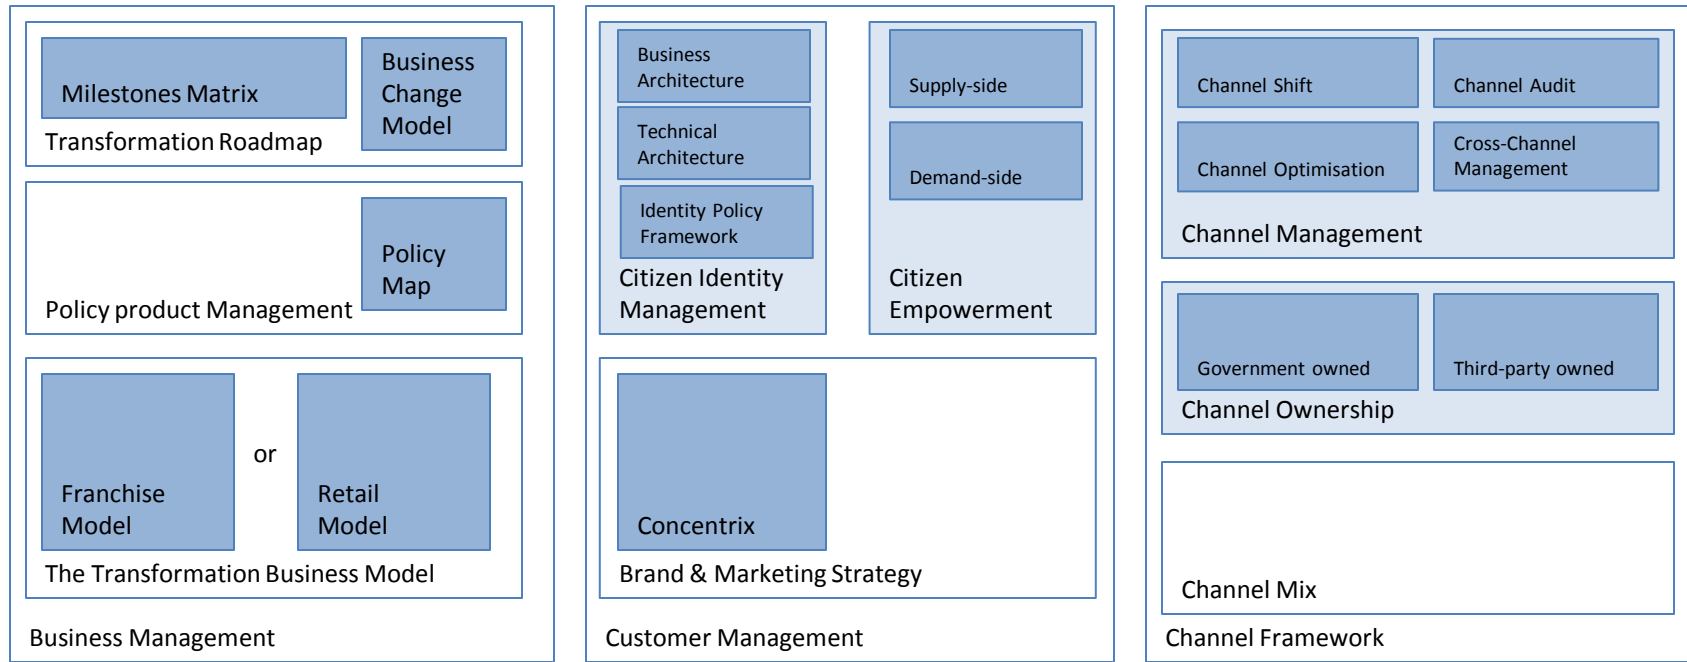 Milestones Matrix
Business
Change
Model
Transformation Roadmap
Policy
Map
Policy product Management
Franchise
Model
or
Retail
Model
The Transformation Business Model
Business Management
Business
Architecture
Technical
Architecture
Identity Policy
Framework
Citizen Identity
Management
Supply-side
Demand-side
Citizen
Empowerment
Concentrix
Brand & Marketing Strategy
Customer Management
Channel Shift
Channel Audit
Channel Optimisation
Cross-Channel
Management
Channel Management
Government owned
Third-party owned
Channel Ownership
Channel Mix
Channel Framework